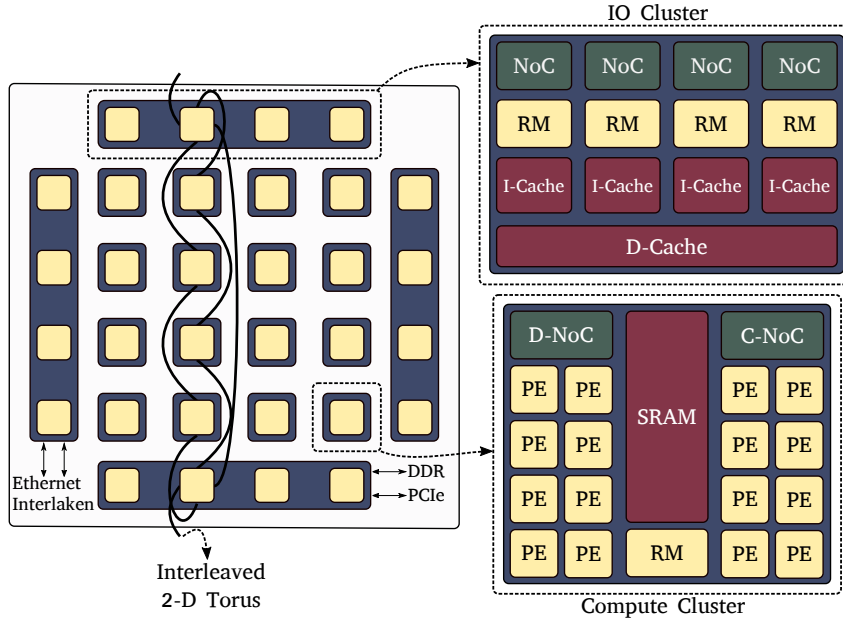 IO Cluster
NoC NoC NoC NoC
RM RM RM RM
I-Cache I-Cache I-Cache I-Cache
D-Cache
D-NoC C-NoC
SRAM
PE PE PE PE
PE PE PE PE
PE PE PE PE
PE PE RM PE PE
Compute Cluster
Ethernet
Interlaken
DDR
PCIe
Interleaved
2-D Torus